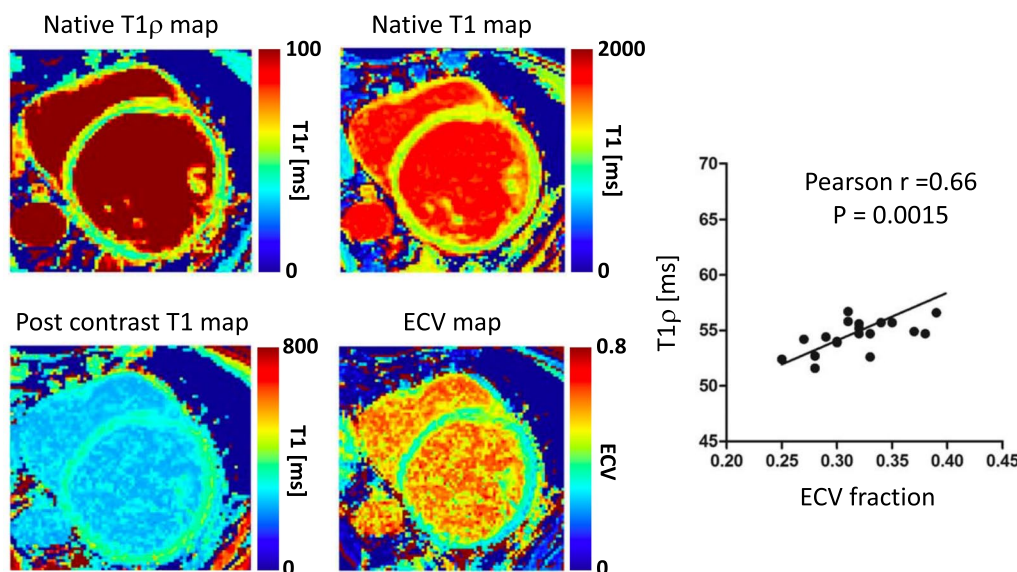 Native T1ρ map
100
T1r [ms]
0
Native T1 map
2000
T1 [ms]
0
Post contrast T1 map
800
T1 [ms]
0
ECV map
0.8
ECV
0
Pearson r =0.66
P = 0.0015
T1ρ [ms]
70
65
60
55
50
45
0.20 0.25 0.30 0.35 0.40 0.45
ECV fraction